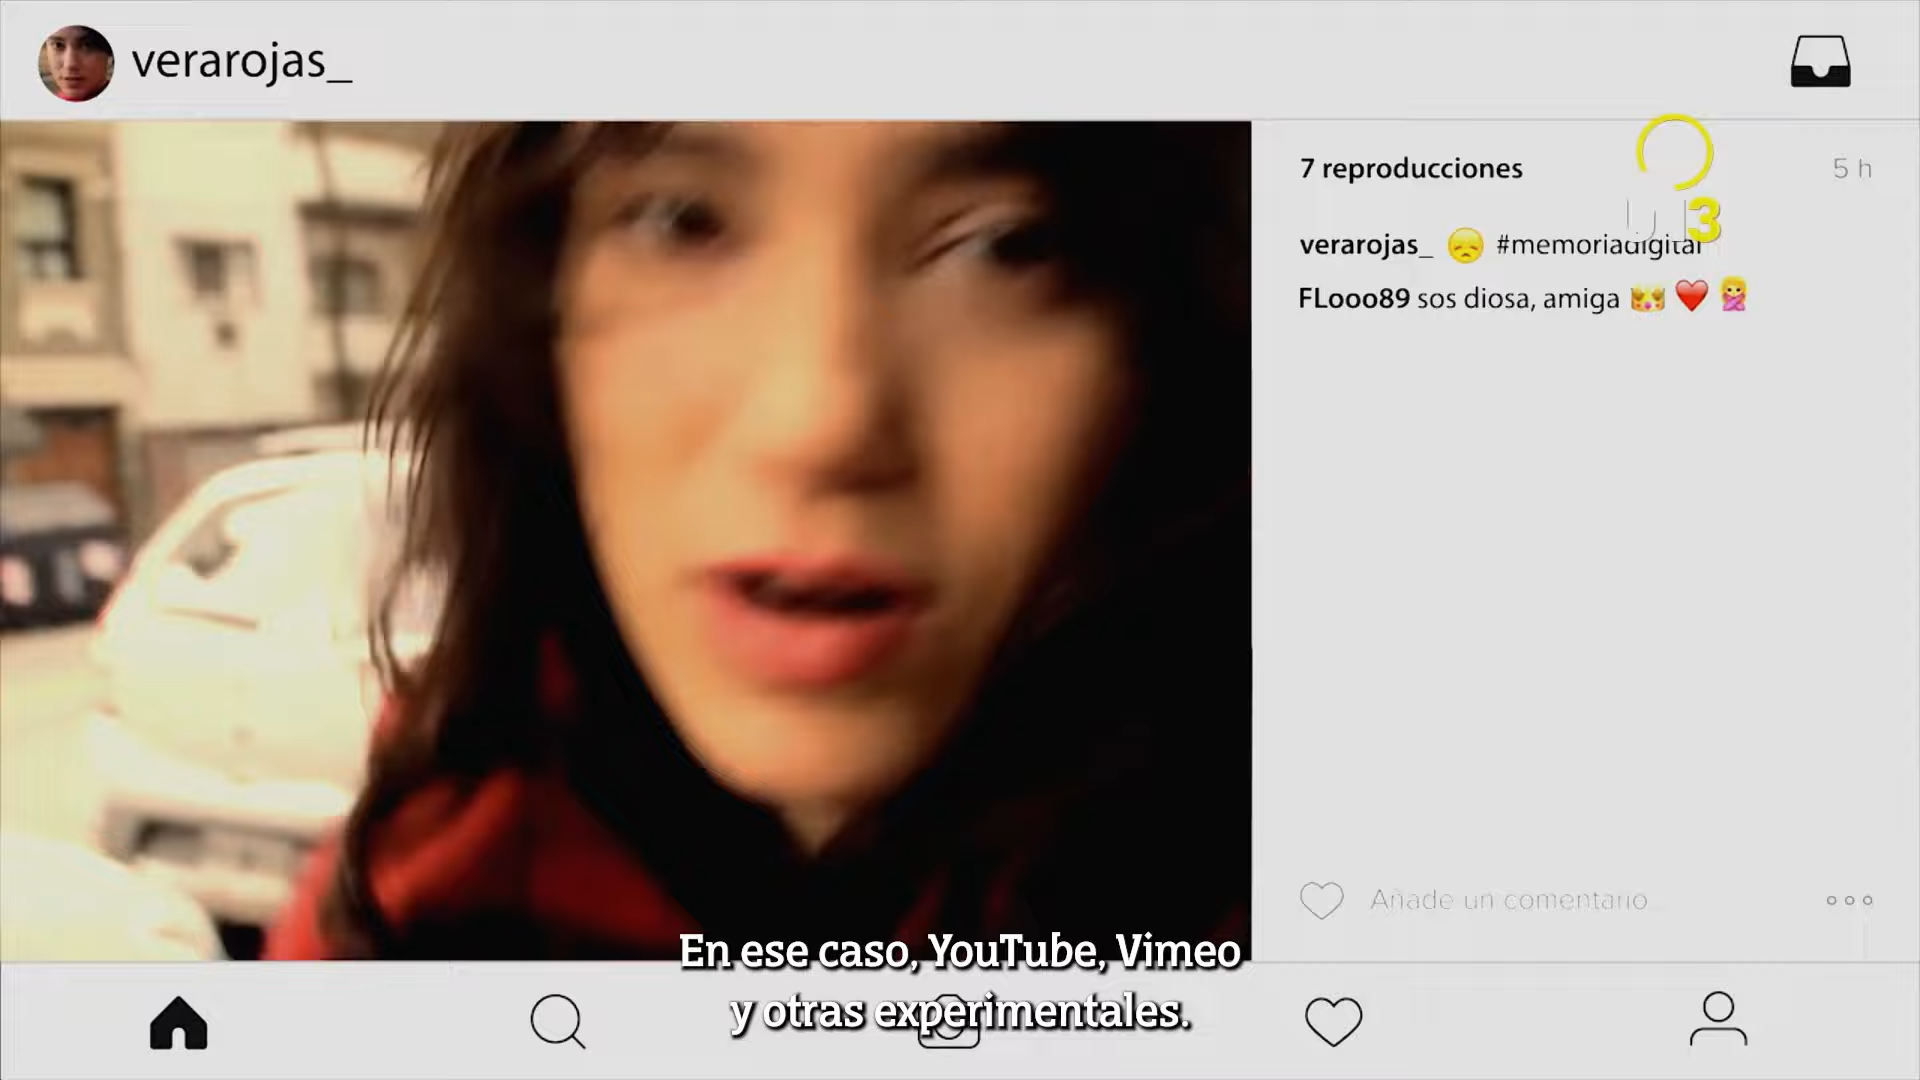 verarojas_
7 reproducciones
5 h
verarojas_ 😞 #memoriadigital
FLooo89 sos diosa, amiga 👸❤️🙅
Añade un comentario
En ese caso, YouTube, Vimeo
y otras experimentales.